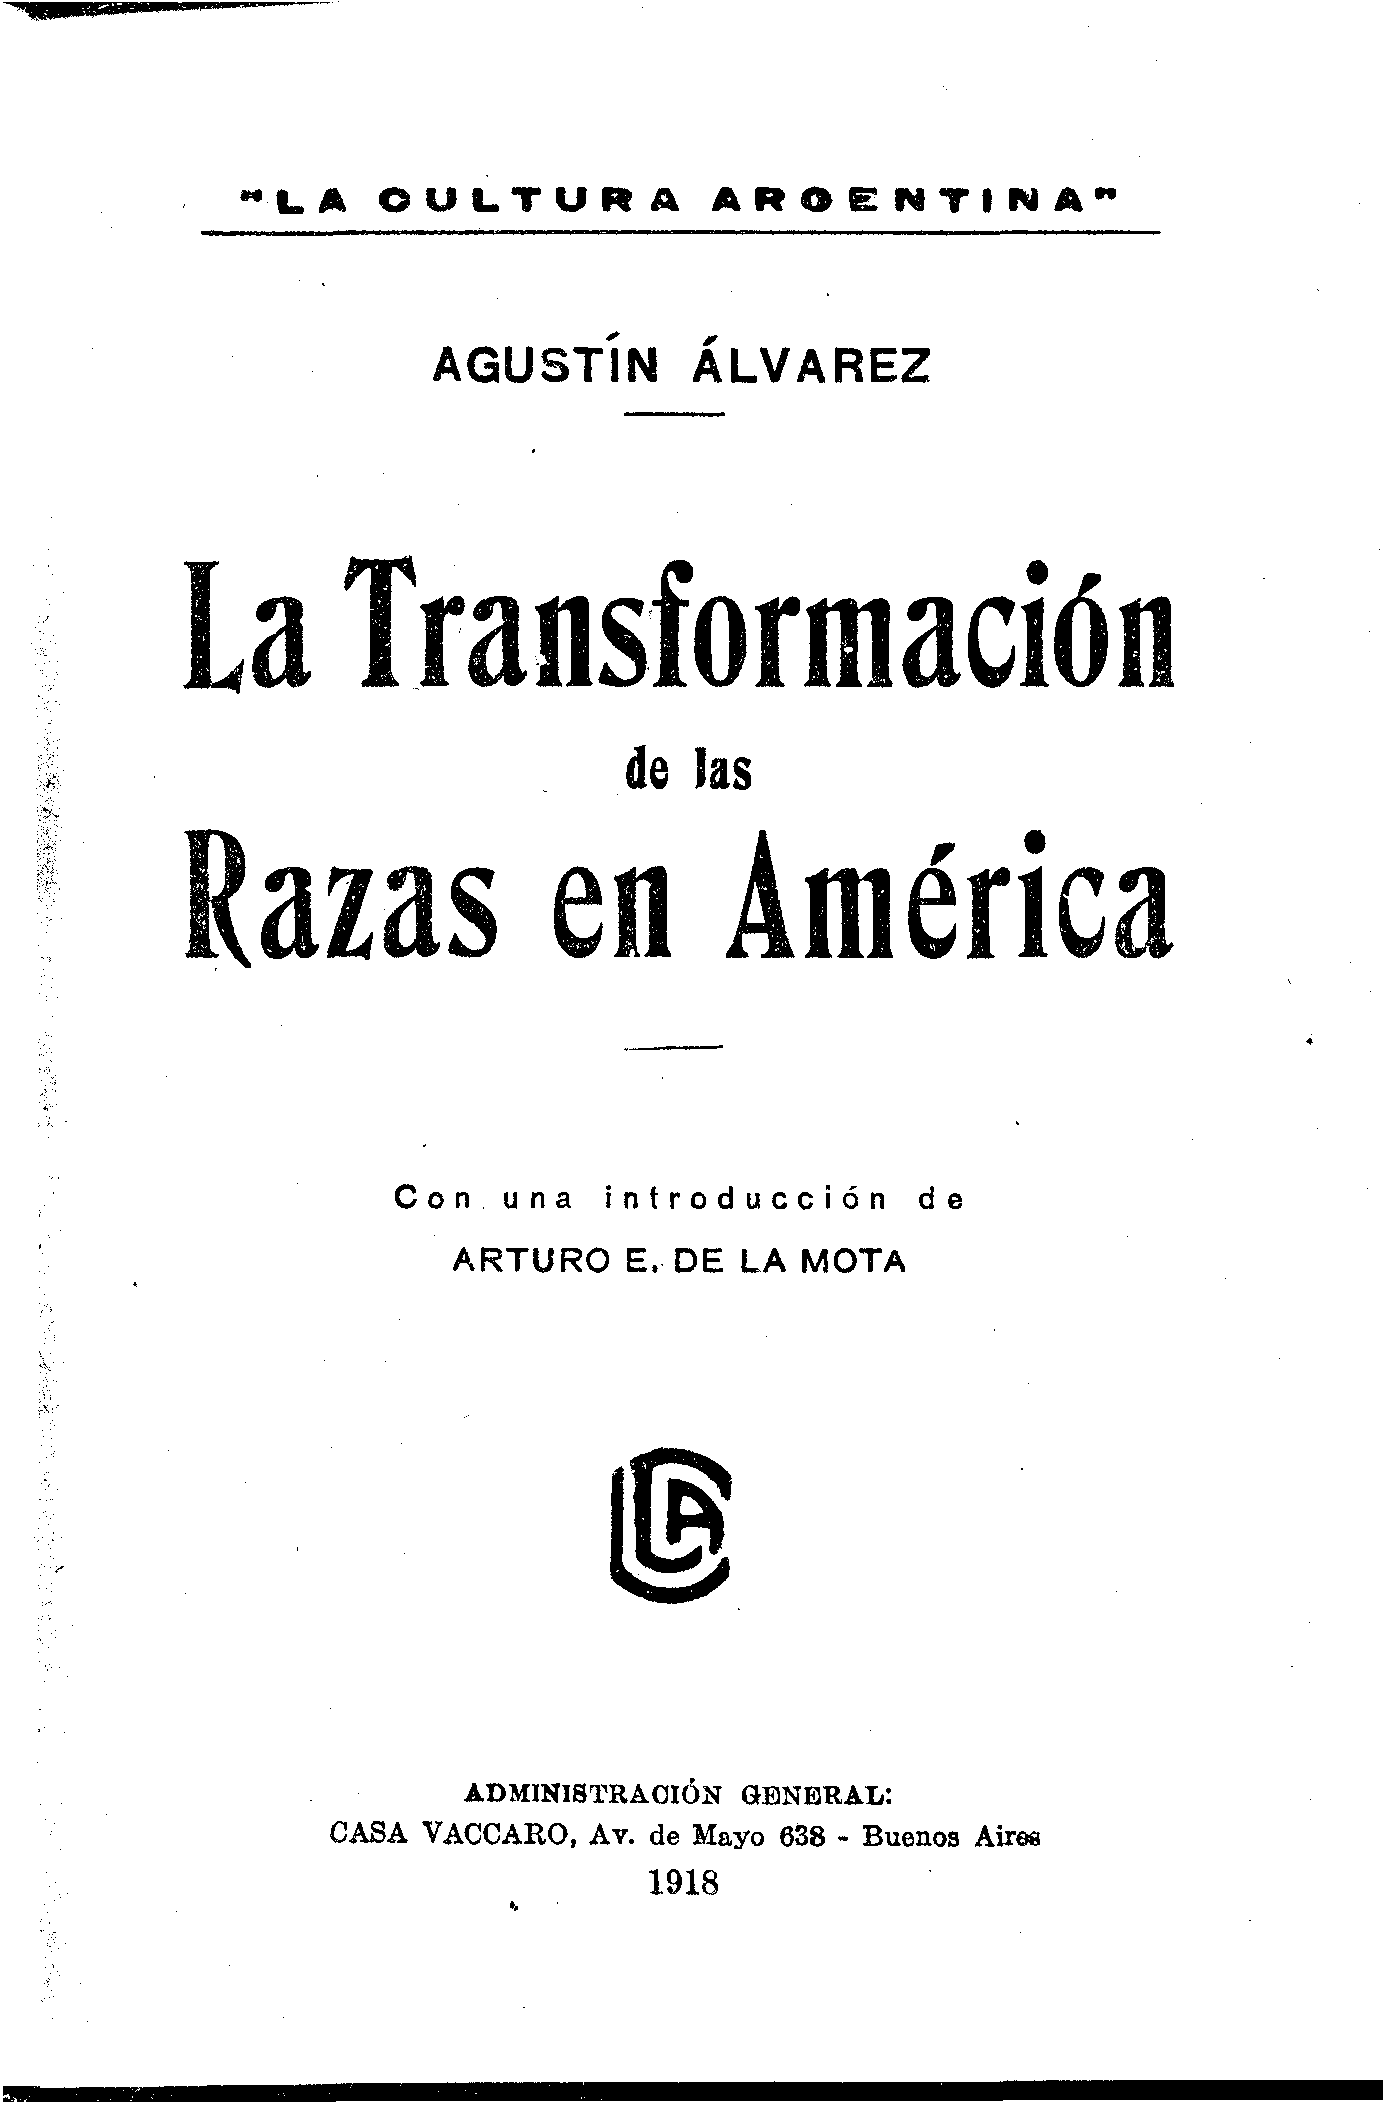 "LA CULTURA ARGENTINA"
AGUSTÍN ÁLVAREZ
La Transformación
de las
Razas en América
Con una introducción de
ARTURO E. DE LA MOTA
LCA
ADMINISTRACIÓN GENERAL:
CASA VACCARO, Av. de Mayo 638 - Buenos Aires
1918